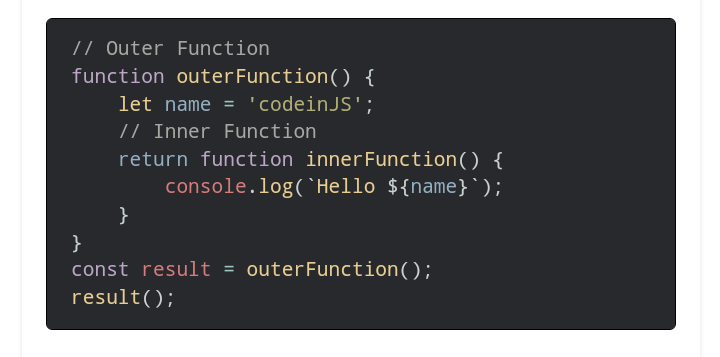 // Outer Function
function outerFunction() {
    let name = 'codeinJS';
    // Inner Function
    return function innerFunction() {
        console.log(`Hello ${name}`);
    }
}
const result = outerFunction();
result();